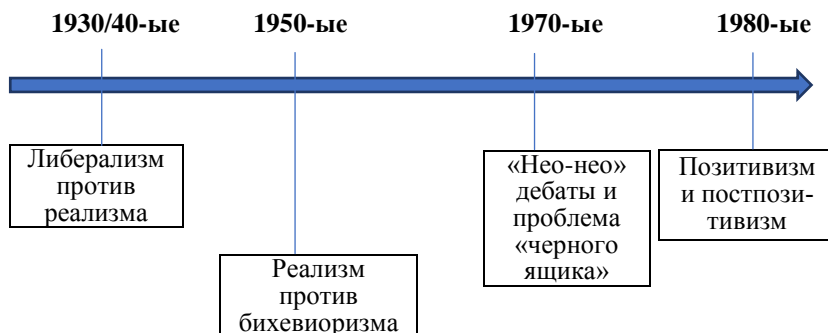 1930/40-ые
1950-ые
1970-ые
1980-ые
Либерализм
против
реализма
Реализм
против
бихевиоризма
«Нео-нео»
дебаты и
проблема
«черного
ящика»
Позитивизм
и постпози-
тивизм